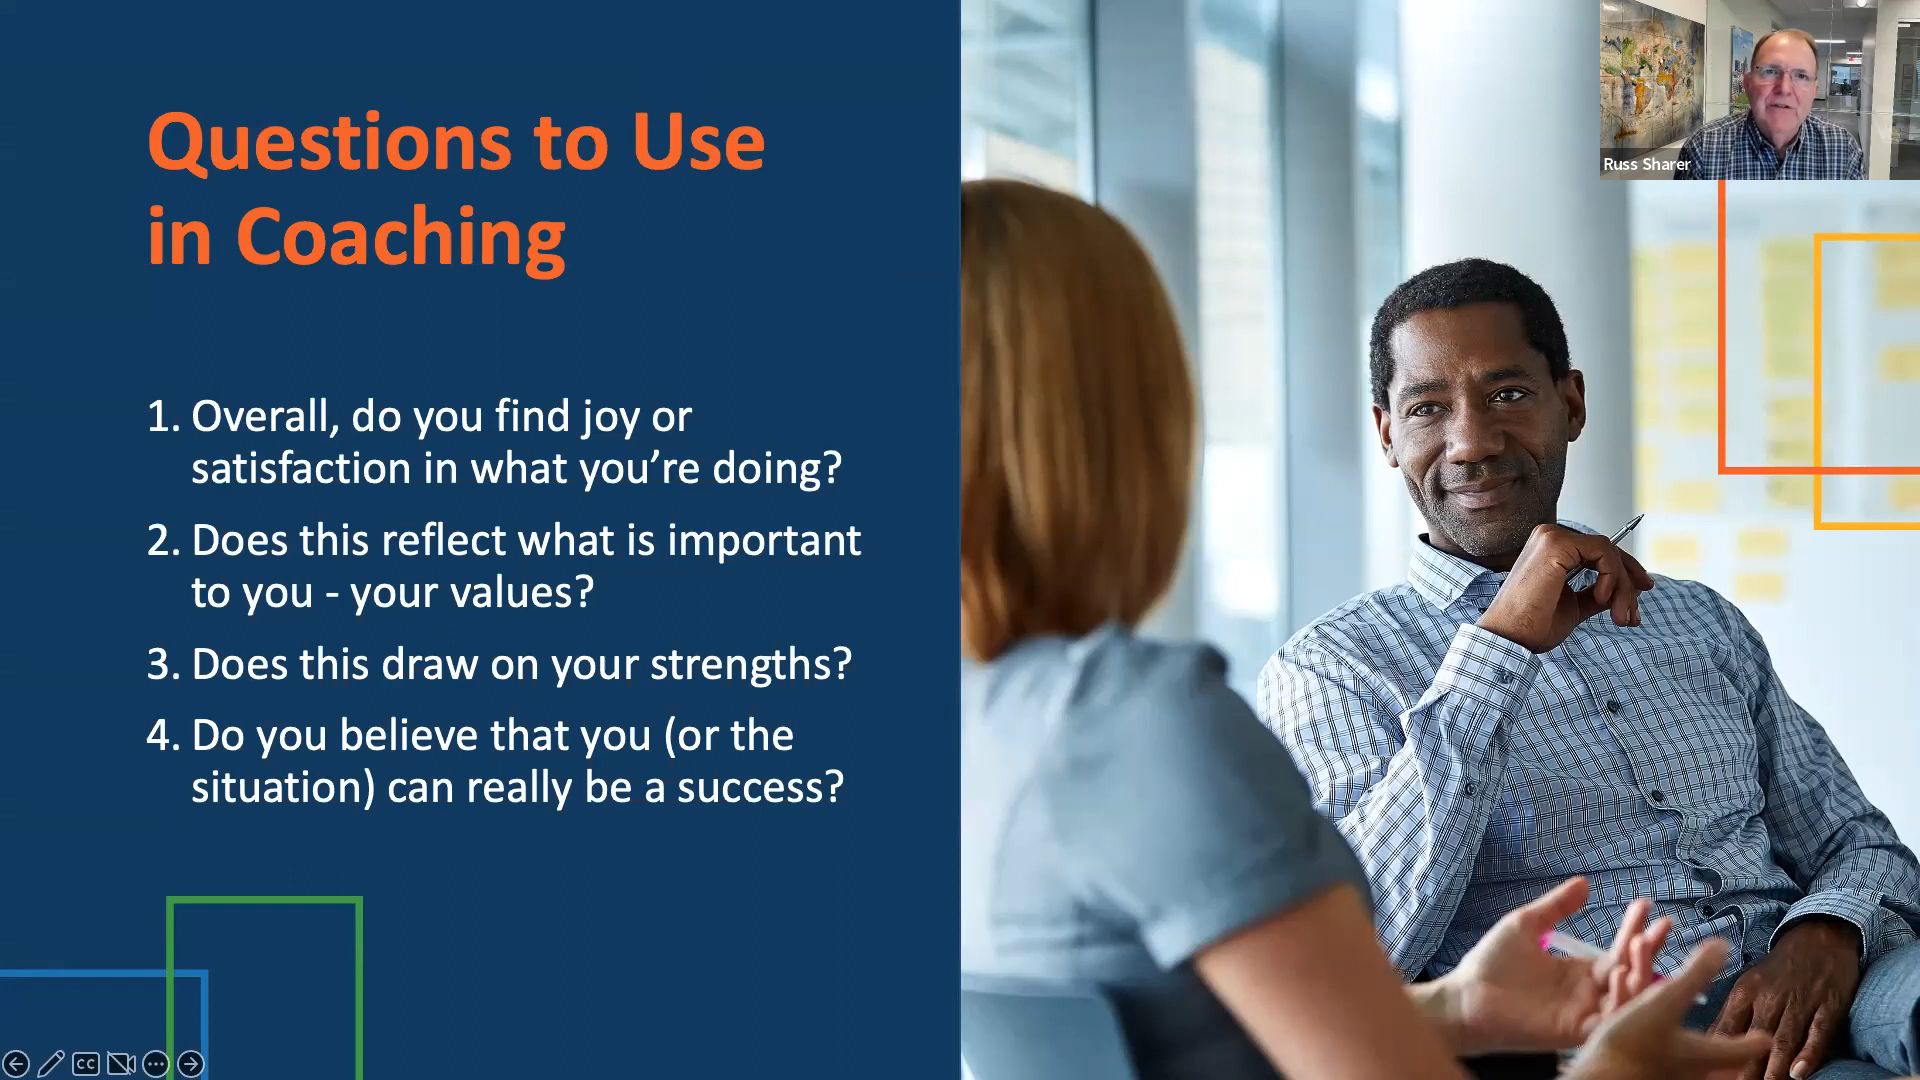 Questions to Use
in Coaching
1. Overall, do you find joy or
satisfaction in what you’re doing?
2. Does this reflect what is important
to you - your values?
3. Does this draw on your strengths?
4. Do you believe that you (or the
situation) can really be a success?
Russ Sharer
CC